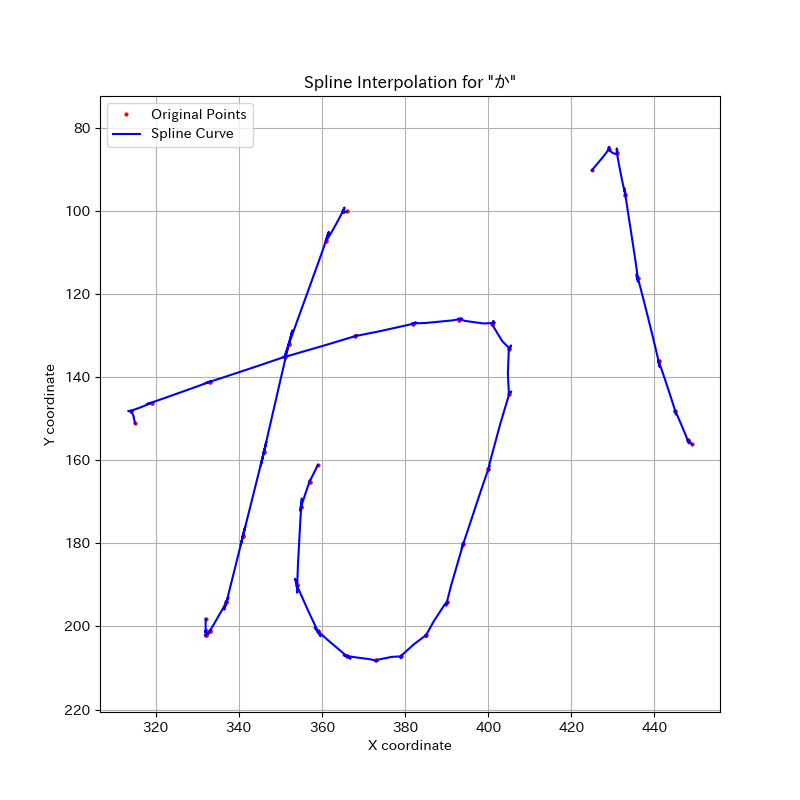 Spline Interpolation for "か"
Original Points
Spline Curve
80
100
120
140
160
180
200
220
Y coordinate
320 340 360 380 400 420 440
X coordinate